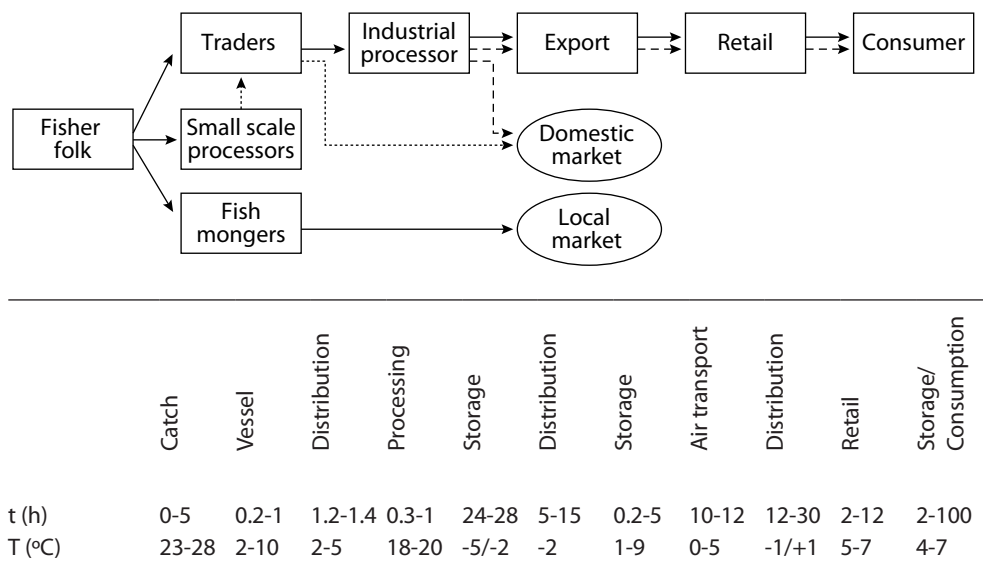 Traders
Industrial
processor
Export
Retail
Consumer
Fisher
folk
Small scale
processors
Domestic
market
Fish
mongers
Local
market
Catch
Vessel
Distribution
Processing
Storage
Distribution
Storage
Air transport
Distribution
Retail
Storage/
Consumption
t (h) 0-5 0.2-1 1.2-1.4 0.3-1 24-28 5-15 0.2-5 10-12 12-30 2-12 2-100
T (ºC) 23-28 2-10 2-5 18-20 -5/-2 -2 1-9 0-5 -1/+1 5-7 4-7